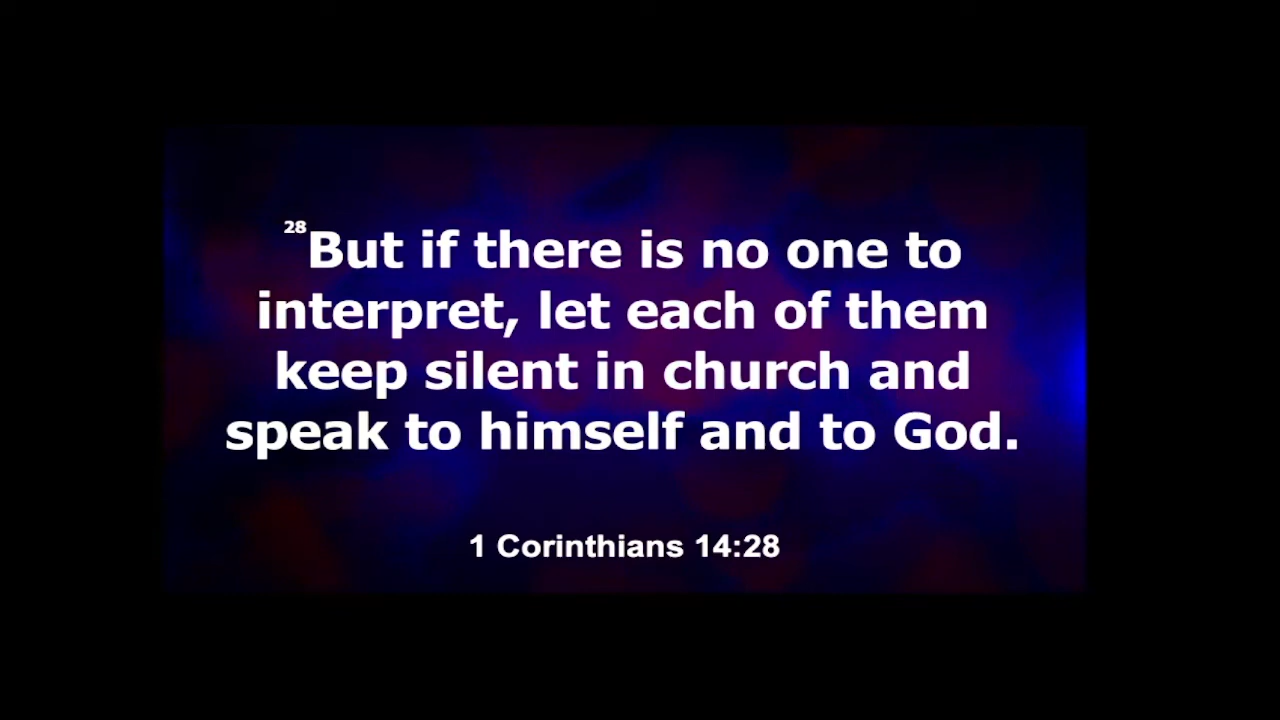 28But if there is no one to
interpret, let each of them
keep silent in church and
speak to himself and to God.
1 Corinthians 14:28